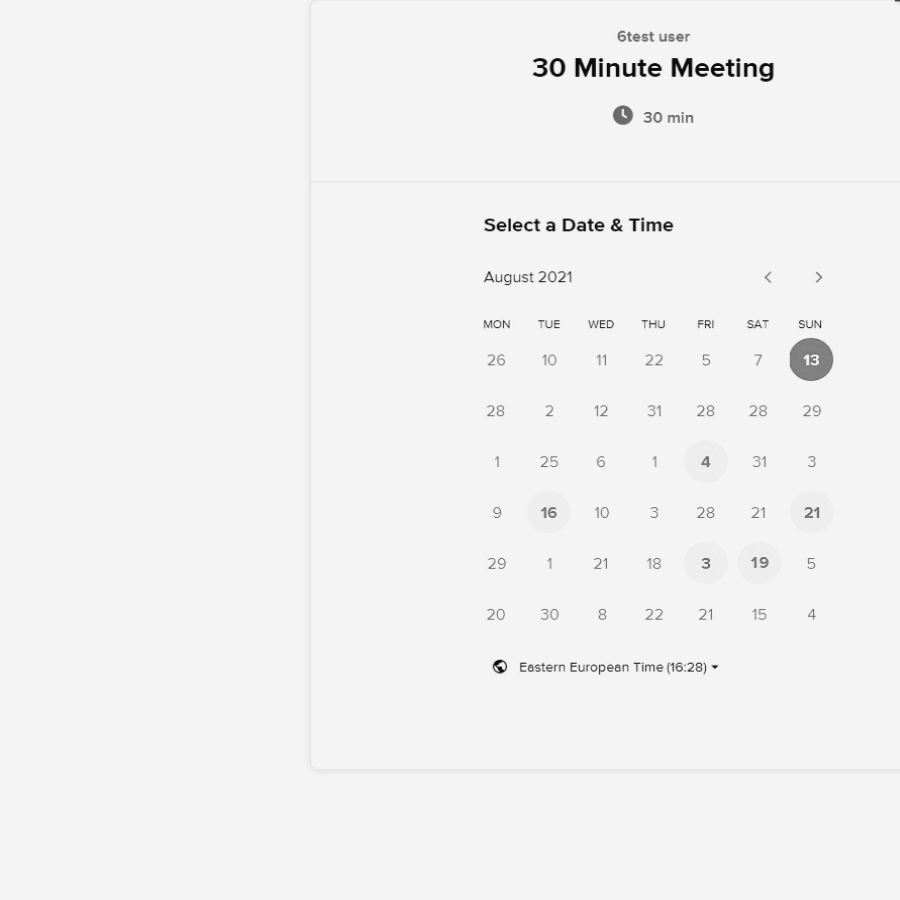 6test user
30 Minute Meeting
30 min
Select a Date & Time
August 2021
MON TUE WED THU FRI SAT SUN
26 10 11 22 5 7 13
28 2 12 31 28 28 29
1 25 6 1 4 31 3
9 16 10 3 28 21 21
29 1 21 18 3 19 5
20 30 8 22 21 15 4
Eastern European Time (16:28)